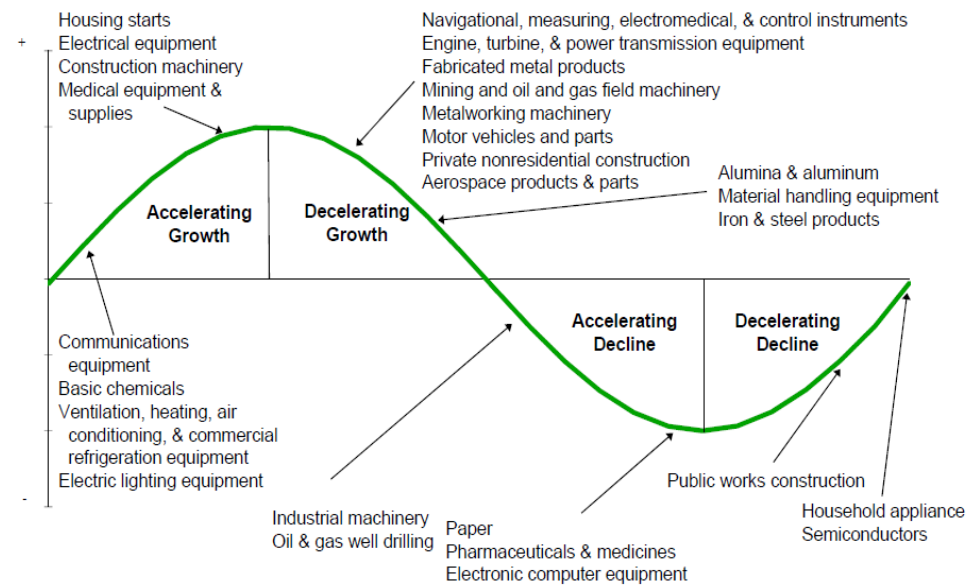 +
Housing starts
Electrical equipment
Construction machinery
Medical equipment &
supplies
Navigational, measuring, electromedical, & control instruments
Engine, turbine, & power transmission equipment
Fabricated metal products
Mining and oil and gas field machinery
Metalworking machinery
Motor vehicles and parts
Private nonresidential construction
Aerospace products & parts
Alumina & aluminum
Material handling equipment
Iron & steel products
Accelerating
Growth
Decelerating
Growth
Accelerating
Decline
Decelerating
Decline
Communications
equipment
Basic chemicals
Ventilation, heating, air
conditioning, & commercial
refrigeration equipment
Electric lighting equipment
-
Industrial machinery
Oil & gas well drilling
Paper
Pharmaceuticals & medicines
Electronic computer equipment
Public works construction
Household appliance
Semiconductors